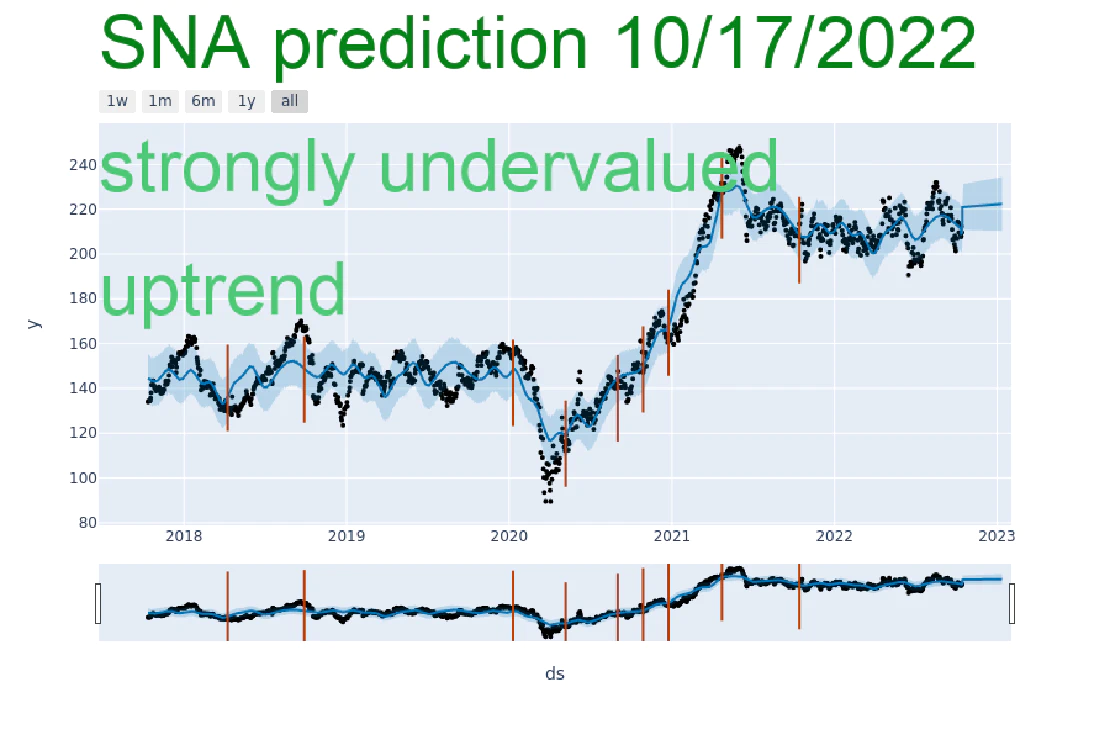 SNA prediction 10/17/2022
1w 1m 6m 1y all
strongly undervalued
uptrend
240
220
200
180
160
140
120
100
80
y
2018 2019 2020 2021 2022 2023
ds